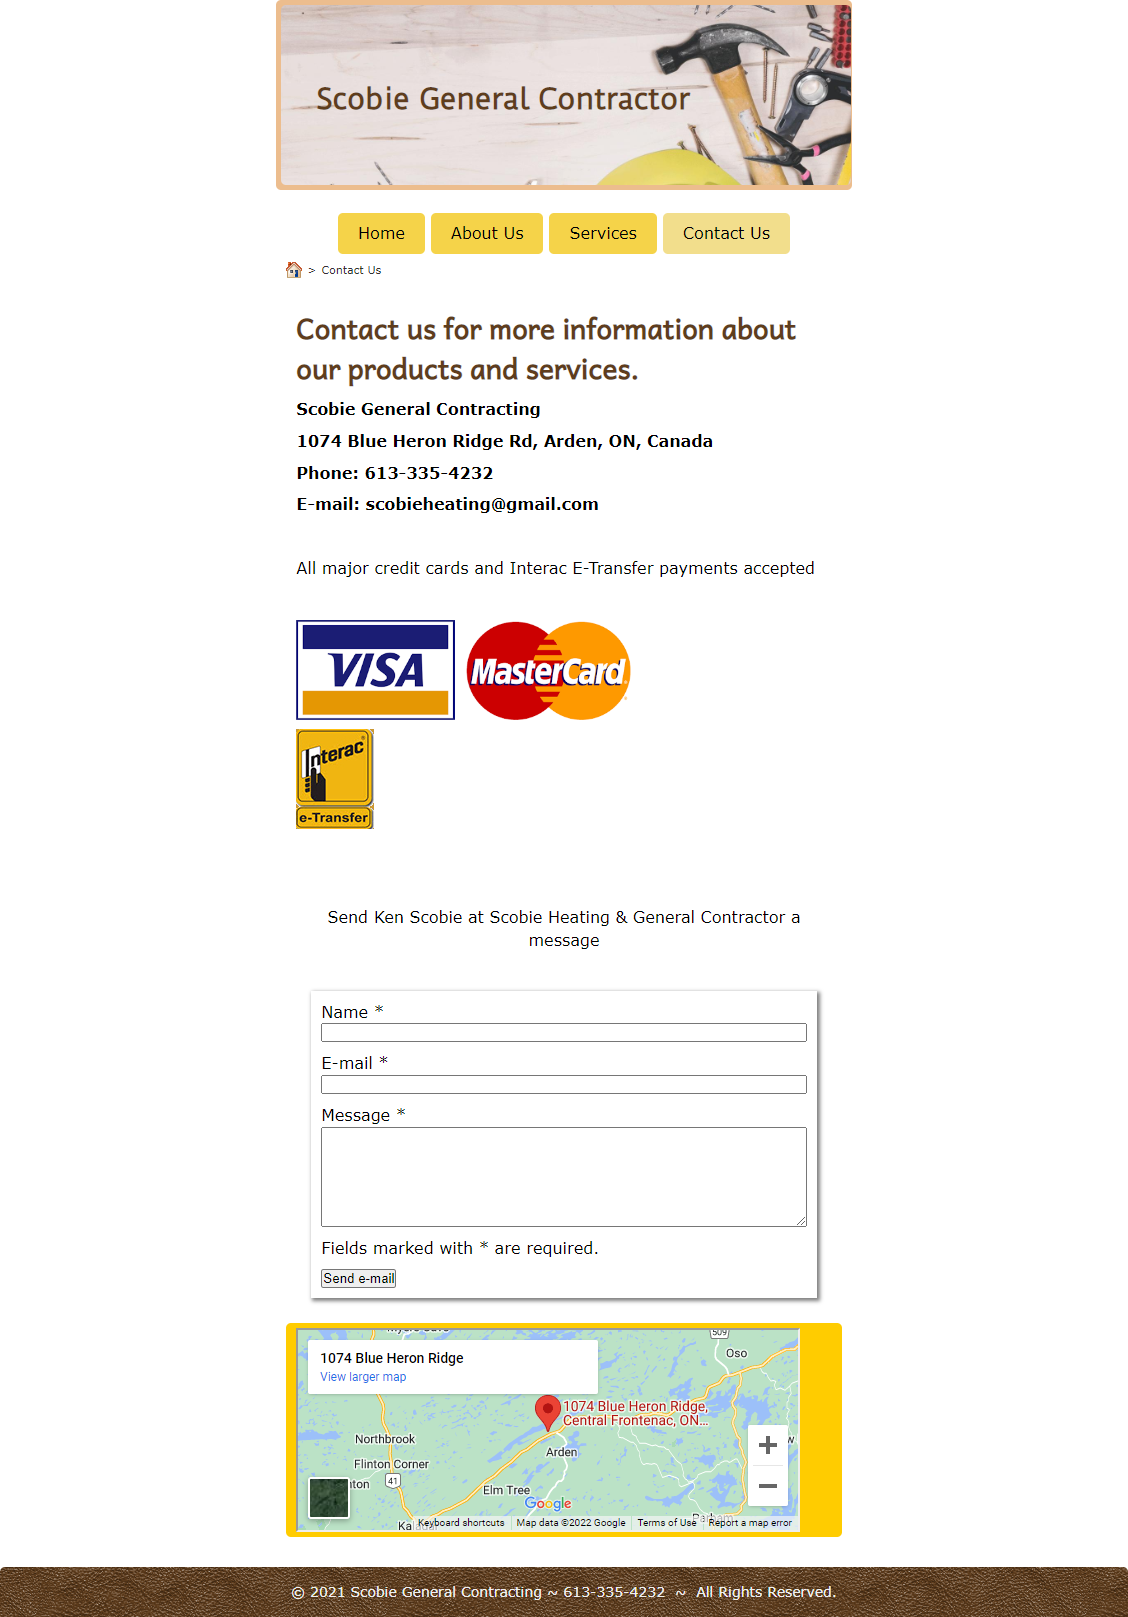 Scobie General Contractor
Home
About Us
Services
Contact Us
> Contact Us
Contact us for more information about
our products and services.
Scobie General Contracting
1074 Blue Heron Ridge Rd, Arden, ON, Canada
Phone: 613-335-4232
E-mail: scobieheating@gmail.com
All major credit cards and Interac E-Transfer payments accepted
VISA
MasterCard
Interac
e-Transfer
Send Ken Scobie at Scobie Heating & General Contractor a
message
Name *
E-mail *
Message *
Fields marked with * are required.
Send e-mail
509
1074 Blue Heron Ridge
View larger map
Oso
1074 Blue Heron Ridge,
Central Frontenac, ON...
Northbrook
Arden
Flinton Corner
41
Elm Tree
Google
Keyboard shortcuts
Map data ©2022 Google
Terms of Use
Report a map error
© 2021 Scobie General Contracting ~ 613-335-4232 ~ All Rights Reserved.